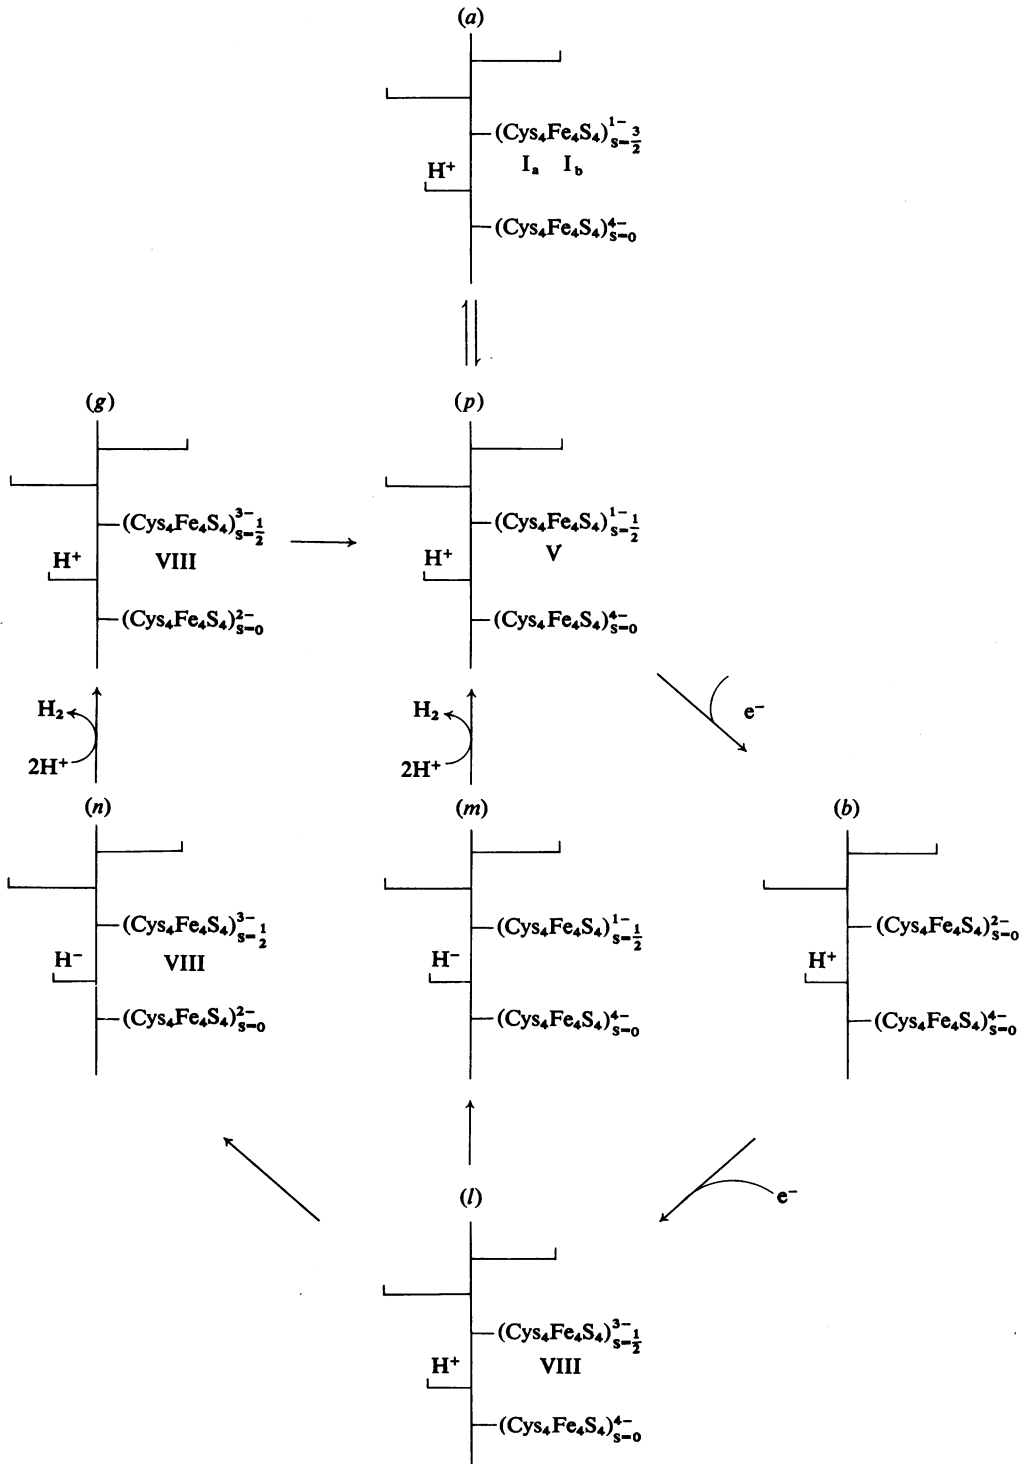 (a)
(Cys₄Fe₄S₄)¹⁻ s=3/2
Iₐ I_b
H⁺
(Cys₄Fe₄S₄)⁴⁻ s=0
(g)
(p)
(Cys₄Fe₄S₄)³⁻ s=1/2
(Cys₄Fe₄S₄)¹⁻ s=1/2
H⁺
VIII
H⁺
V
(Cys₄Fe₄S₄)²⁻ s=0
(Cys₄Fe₄S₄)⁴⁻ s=0
H₂
2H⁺
H₂
2H⁺
e⁻
(n)
(m)
(b)
(Cys₄Fe₄S₄)³⁻ s=1/2
(Cys₄Fe₄S₄)¹⁻ s=1/2
(Cys₄Fe₄S₄)²⁻ s=0
H⁻
VIII
H⁻
H⁺
(Cys₄Fe₄S₄)²⁻ s=0
(Cys₄Fe₄S₄)⁴⁻ s=0
(Cys₄Fe₄S₄)⁴⁻ s=0
(l)
e⁻
(Cys₄Fe₄S₄)³⁻ s=1/2
H⁺
VIII
(Cys₄Fe₄S₄)⁴⁻ s=0